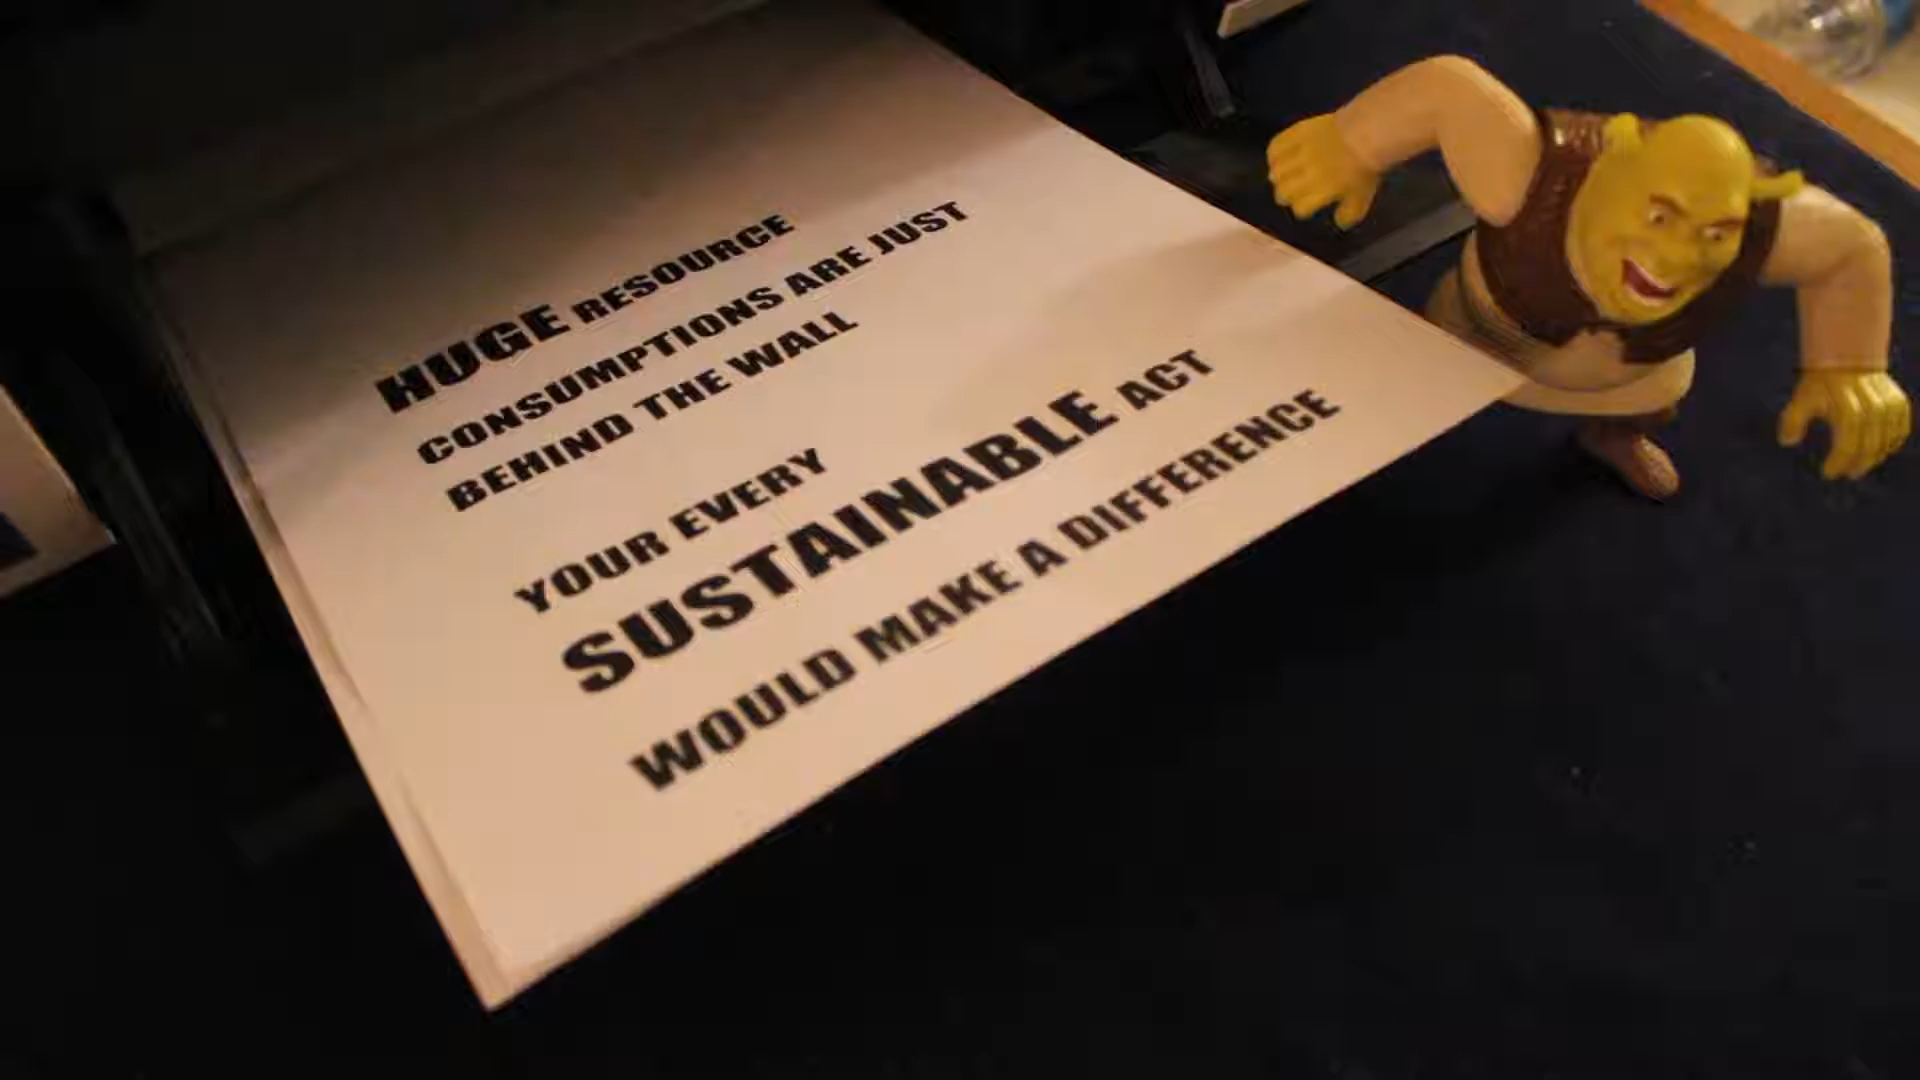 HUGE RESOURCE
CONSUMPTIONS ARE JUST
BEHIND THE WALL
YOUR EVERY
SUSTAINABLE ACT
WOULD MAKE A DIFFERENCE